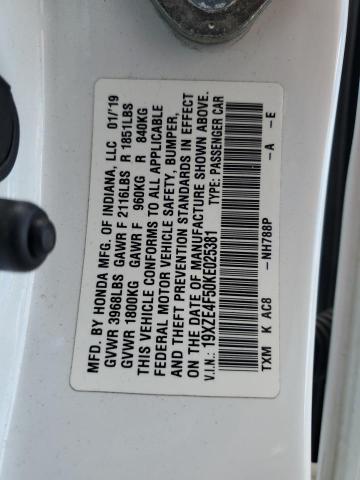 MFD. BY HONDA MFG. OF INDIANA, LLC 01/'19
GVWR 3968LBS GAWR F 2116LBS R 1851LBS
GVWR 1800KG GAWR F 960KG R 840KG
THIS VEHICLE CONFORMS TO ALL APPLICABLE
FEDERAL MOTOR VEHICLE SAFETY, BUMPER,
AND THEFT PREVENTION STANDARDS IN EFFECT
ON THE DATE OF MANUFACTURE SHOWN ABOVE.
V.I.N.: 19XZE4F50KE025381 TYPE: PASSENGER CAR
TXM K AC8 -NH788P -A -E